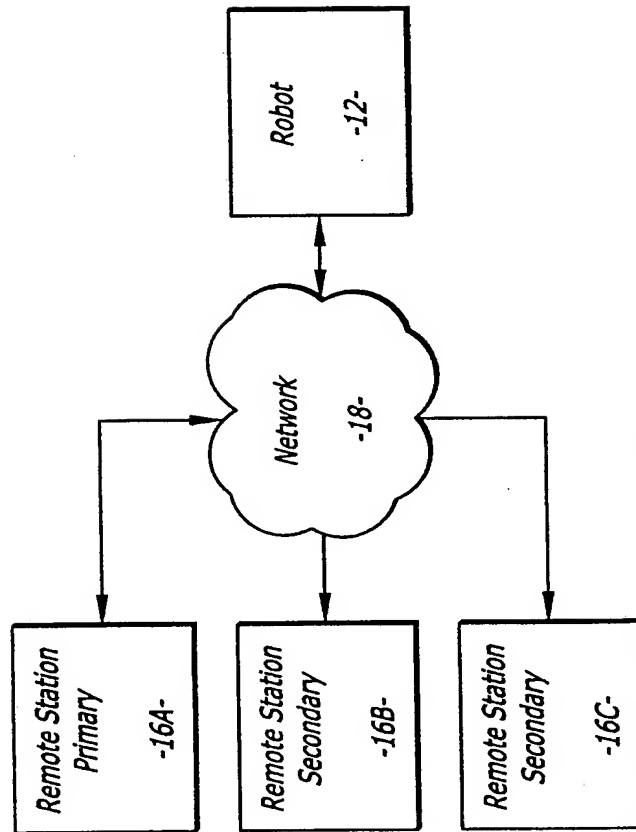 Remote Station
Primary
-16A-
Remote Station
Secondary
-16B-
Remote Station
Secondary
-16C-
Network
-18-
Robot
-12-